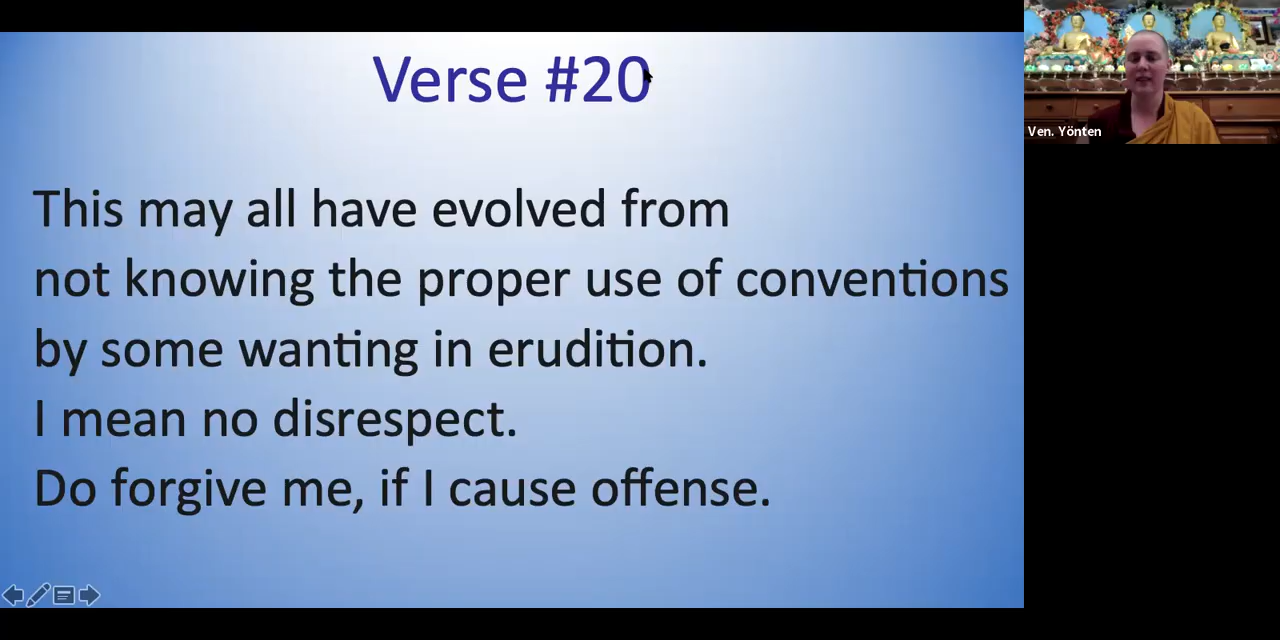 Verse #20
This may all have evolved from
not knowing the proper use of conventions
by some wanting in erudition.
I mean no disrespect.
Do forgive me, if I cause offense.
Ven. Yönten